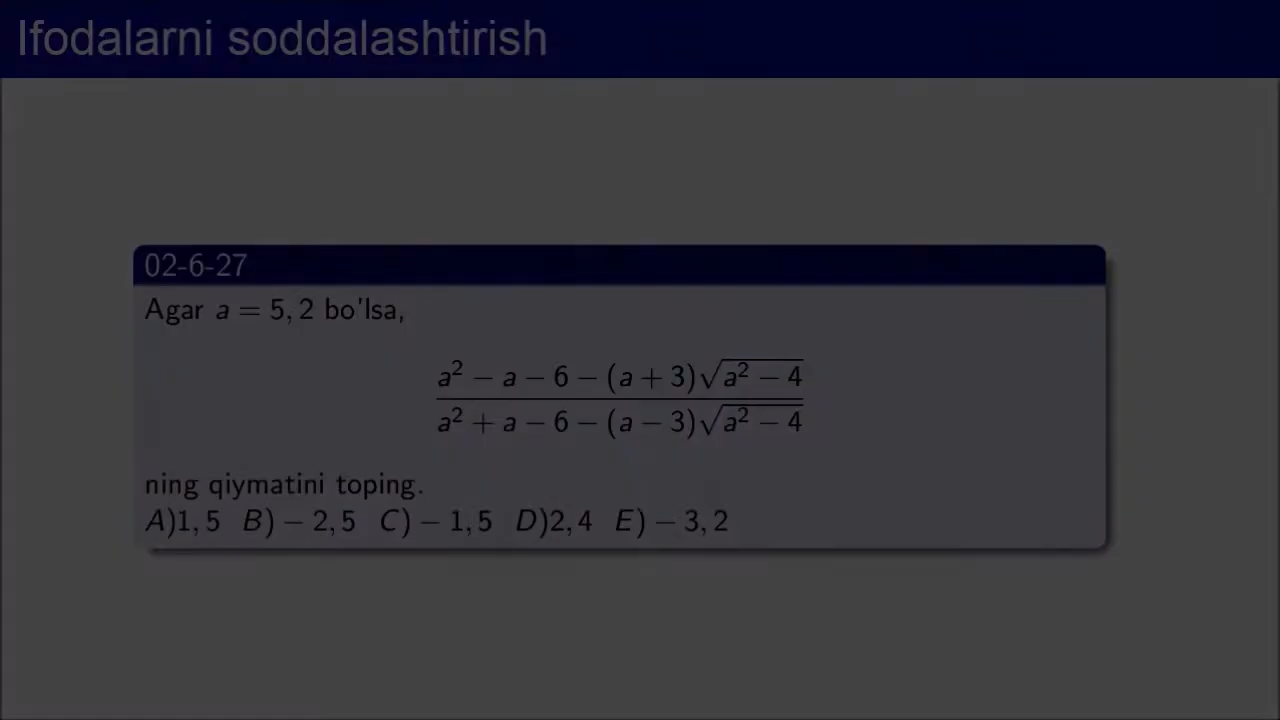 Ifodalarni soddalashtirish
02-6-27
Agar a = 5, 2 bo'lsa,
a² − a − 6 − (a + 3)√(a² − 4)
a² + a − 6 − (a − 3)√(a² − 4)
ning qiymatini toping.
A)1, 5 B) − 2, 5 C) − 1, 5 D)2, 4 E) − 3, 2